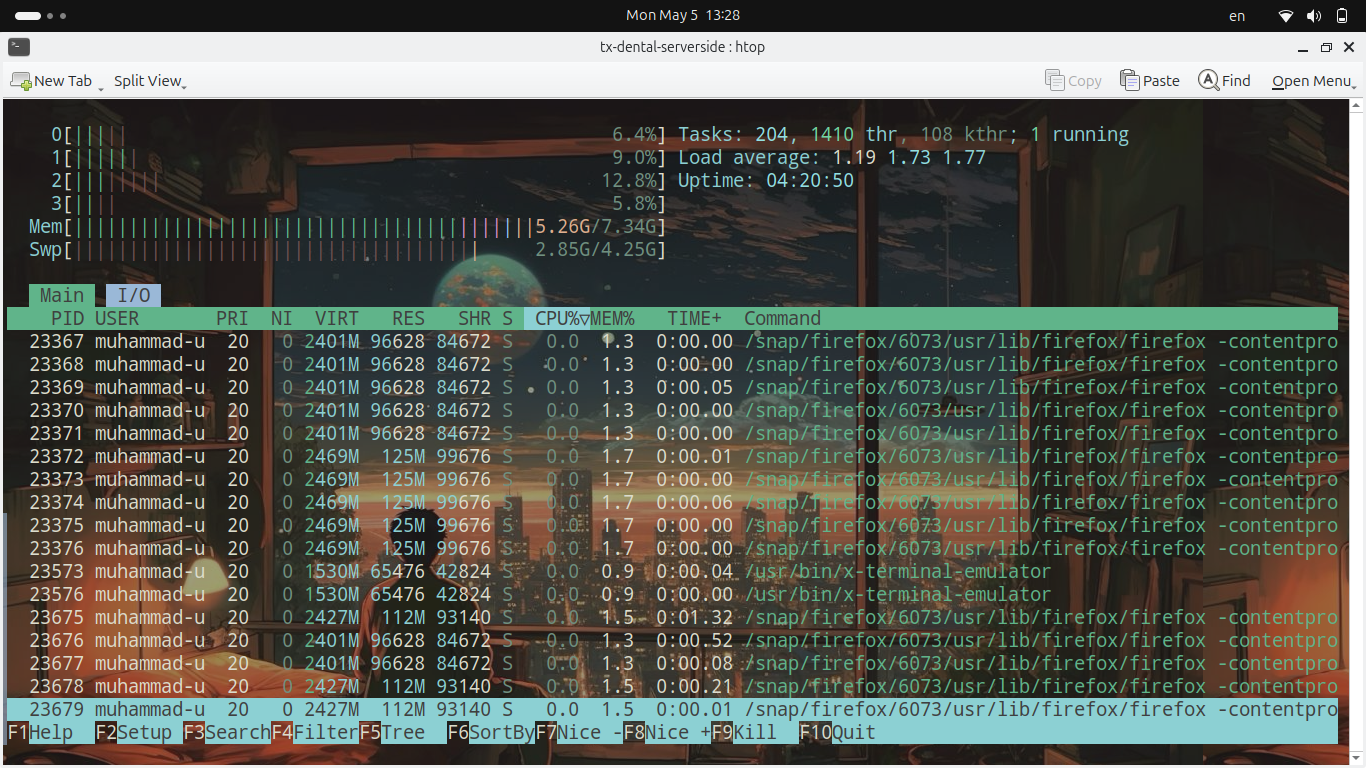 Mon May 5 13:28
en
tx-dental-serverside : htop
New Tab Split View Copy Paste Find Open Menu
0[||||| 6.4%] Tasks: 204, 1410 thr, 108 kthr; 1 running
1[|||||| 9.0%] Load average: 1.19 1.73 1.77
2[|||||||| 12.8%] Uptime: 04:20:50
3[|||| 5.8%]
Mem[||||||||||||||||||||||||||||||||||||||||||5.26G/7.34G]
Swp[||||||||||||||||||||||||||||||||||||| 2.85G/4.25G]
Main I/O
PID USER PRI NI VIRT RES SHR S CPU%▽MEM% TIME+ Command
23367 muhammad-u 20 0 2401M 96628 84672 S 0.0 1.3 0:00.00 /snap/firefox/6073/usr/lib/firefox/firefox -contentpro
23368 muhammad-u 20 0 2401M 96628 84672 S 0.0 1.3 0:00.00 /snap/firefox/6073/usr/lib/firefox/firefox -contentpro
23369 muhammad-u 20 0 2401M 96628 84672 S 0.0 1.3 0:00.05 /snap/firefox/6073/usr/lib/firefox/firefox -contentpro
23370 muhammad-u 20 0 2401M 96628 84672 S 0.0 1.3 0:00.00 /snap/firefox/6073/usr/lib/firefox/firefox -contentpro
23371 muhammad-u 20 0 2401M 96628 84672 S 0.0 1.3 0:00.00 /snap/firefox/6073/usr/lib/firefox/firefox -contentpro
23372 muhammad-u 20 0 2469M 125M 99676 S 0.0 1.7 0:00.01 /snap/firefox/6073/usr/lib/firefox/firefox -contentpro
23373 muhammad-u 20 0 2469M 125M 99676 S 0.0 1.7 0:00.00 /snap/firefox/6073/usr/lib/firefox/firefox -contentpro
23374 muhammad-u 20 0 2469M 125M 99676 S 0.0 1.7 0:00.06 /snap/firefox/6073/usr/lib/firefox/firefox -contentpro
23375 muhammad-u 20 0 2469M 125M 99676 S 0.0 1.7 0:00.00 /snap/firefox/6073/usr/lib/firefox/firefox -contentpro
23376 muhammad-u 20 0 2469M 125M 99676 S 0.0 1.7 0:00.00 /snap/firefox/6073/usr/lib/firefox/firefox -contentpro
23573 muhammad-u 20 0 1530M 65476 42824 S 0.0 0.9 0:00.04 /usr/bin/x-terminal-emulator
23576 muhammad-u 20 0 1530M 65476 42824 S 0.0 0.9 0:00.00 /usr/bin/x-terminal-emulator
23675 muhammad-u 20 0 2427M 112M 93140 S 0.0 1.5 0:01.32 /snap/firefox/6073/usr/lib/firefox/firefox -contentpro
23676 muhammad-u 20 0 2401M 96628 84672 S 0.0 1.3 0:00.52 /snap/firefox/6073/usr/lib/firefox/firefox -contentpro
23677 muhammad-u 20 0 2401M 96628 84672 S 0.0 1.3 0:00.08 /snap/firefox/6073/usr/lib/firefox/firefox -contentpro
23678 muhammad-u 20 0 2427M 112M 93140 S 0.0 1.5 0:00.21 /snap/firefox/6073/usr/lib/firefox/firefox -contentpro
23679 muhammad-u 20 0 2427M 112M 93140 S 0.0 1.5 0:00.01 /snap/firefox/6073/usr/lib/firefox/firefox -contentpro
F1Help F2Setup F3SearchF4FilterF5Tree F6SortByF7Nice -F8Nice +F9Kill F10Quit